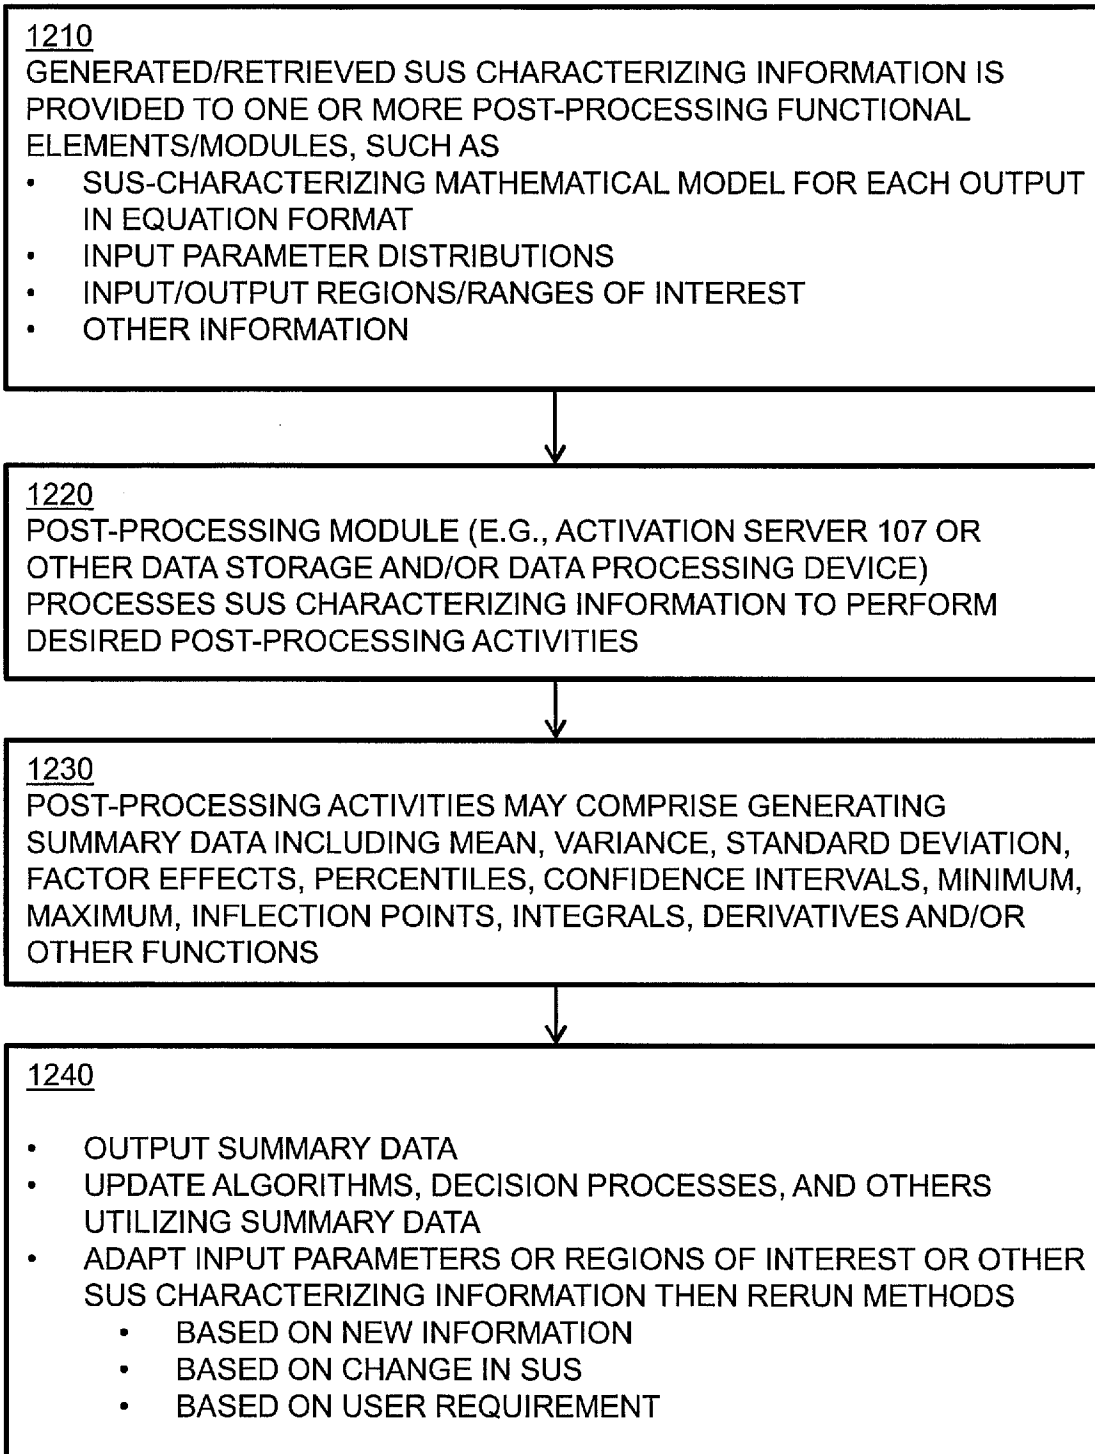 1210
GENERATED/RETRIEVED SUS CHARACTERIZING INFORMATION IS
PROVIDED TO ONE OR MORE POST-PROCESSING FUNCTIONAL
ELEMENTS/MODULES, SUCH AS
• SUS-CHARACTERIZING MATHEMATICAL MODEL FOR EACH OUTPUT
IN EQUATION FORMAT
• INPUT PARAMETER DISTRIBUTIONS
• INPUT/OUTPUT REGIONS/RANGES OF INTEREST
• OTHER INFORMATION
1220
POST-PROCESSING MODULE (E.G., ACTIVATION SERVER 107 OR
OTHER DATA STORAGE AND/OR DATA PROCESSING DEVICE)
PROCESSES SUS CHARACTERIZING INFORMATION TO PERFORM
DESIRED POST-PROCESSING ACTIVITIES
1230
POST-PROCESSING ACTIVITIES MAY COMPRISE GENERATING
SUMMARY DATA INCLUDING MEAN, VARIANCE, STANDARD DEVIATION,
FACTOR EFFECTS, PERCENTILES, CONFIDENCE INTERVALS, MINIMUM,
MAXIMUM, INFLECTION POINTS, INTEGRALS, DERIVATIVES AND/OR
OTHER FUNCTIONS
1240
• OUTPUT SUMMARY DATA
• UPDATE ALGORITHMS, DECISION PROCESSES, AND OTHERS
UTILIZING SUMMARY DATA
• ADAPT INPUT PARAMETERS OR REGIONS OF INTEREST OR OTHER
SUS CHARACTERIZING INFORMATION THEN RERUN METHODS
• BASED ON NEW INFORMATION
• BASED ON CHANGE IN SUS
• BASED ON USER REQUIREMENT